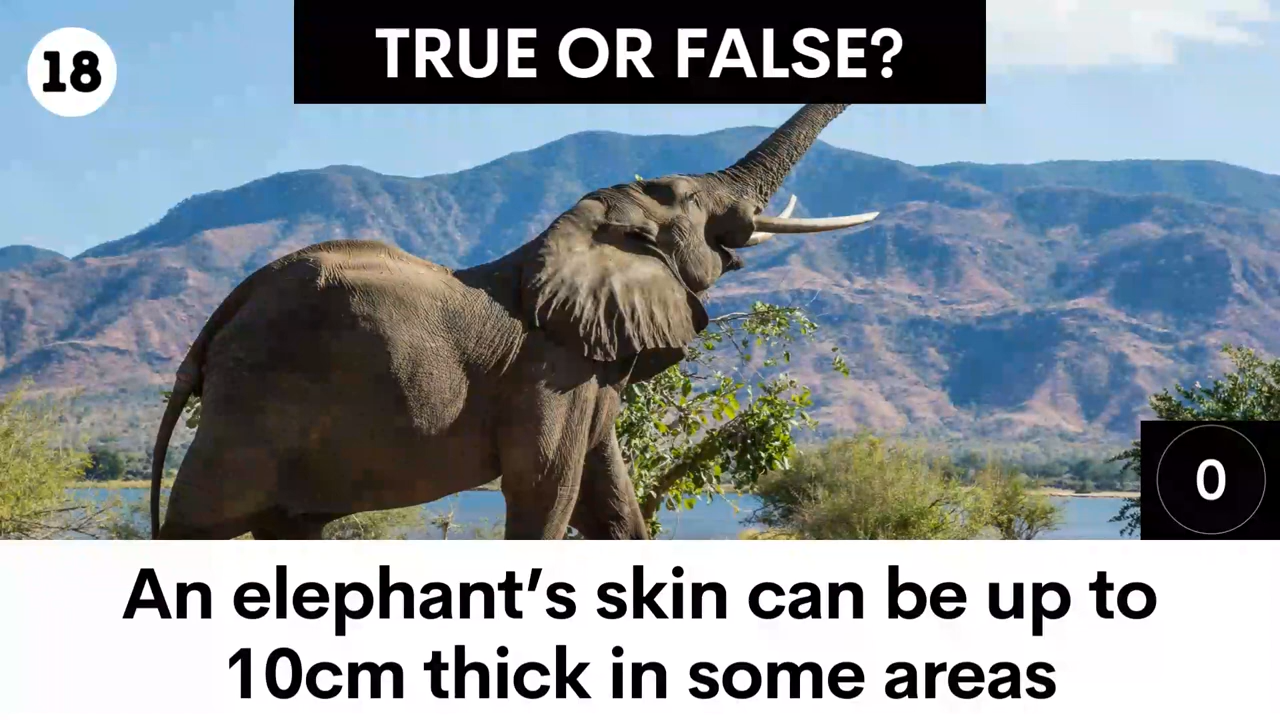 18
TRUE OR FALSE?
0
An elephant’s skin can be up to
10cm thick in some areas